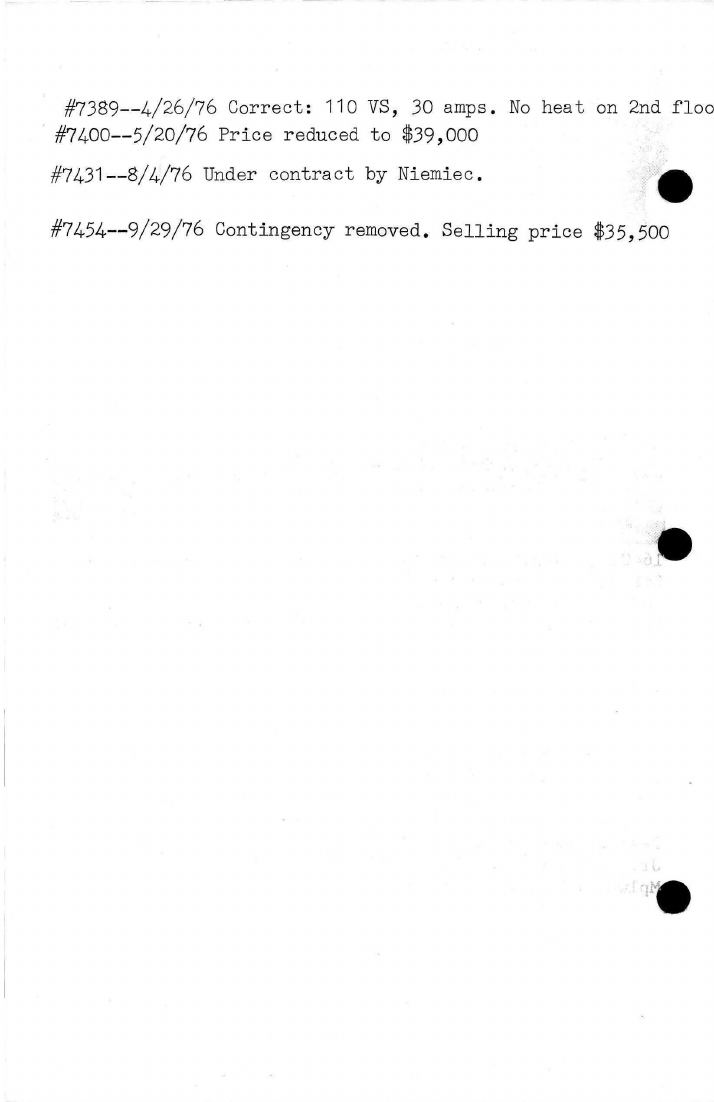 #7389--4/26/76 Correct: 110 VS, 30 amps. No heat on 2nd floo
#7400--5/20/76 Price reduced to $39,000
#7431--8/4/76 Under contract by Niemiec.
#7454--9/29/76 Contingency removed. Selling price $35,500